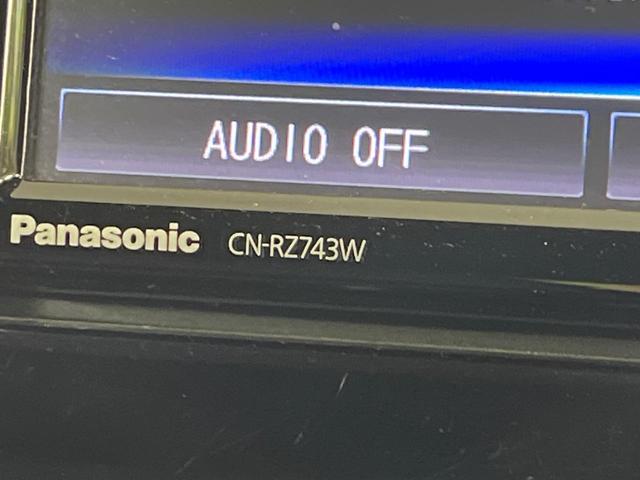 AUDIO OFF
Panasonic CN-RZ743W